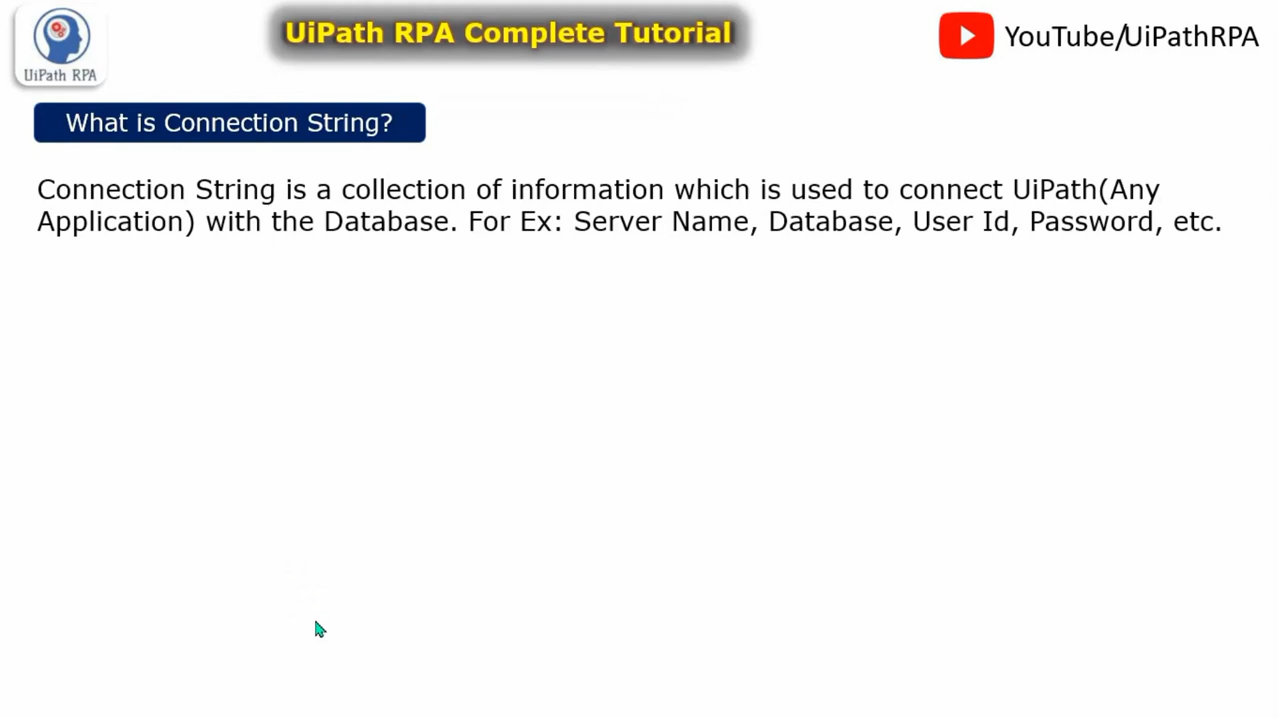 UiPath RPA
UiPath RPA Complete Tutorial
YouTube/UiPathRPA
What is Connection String?
Connection String is a collection of information which is used to connect UiPath(Any
Application) with the Database. For Ex: Server Name, Database, User Id, Password, etc.